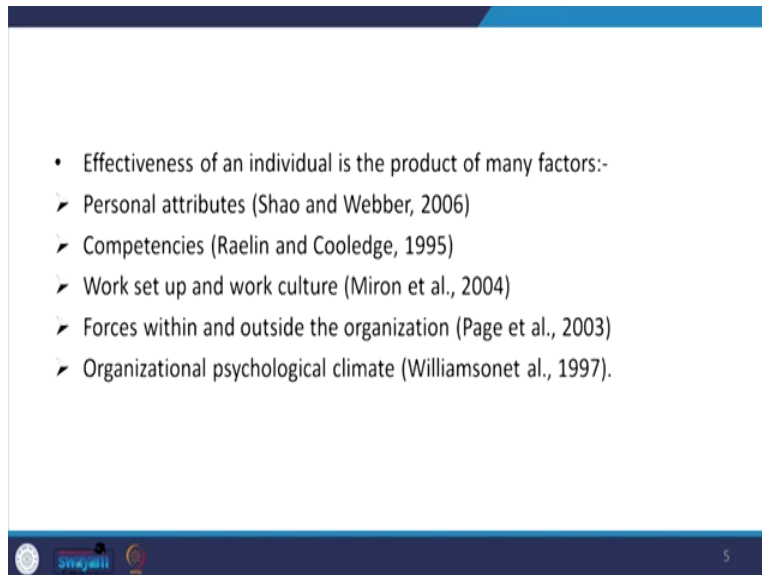 • Effectiveness of an individual is the product of many factors:-
➢ Personal attributes (Shao and Webber, 2006)
➢ Competencies (Raelin and Cooledge, 1995)
➢ Work set up and work culture (Miron et al., 2004)
➢ Forces within and outside the organization (Page et al., 2003)
➢ Organizational psychological climate (Williamsonet al., 1997).
swayam
5